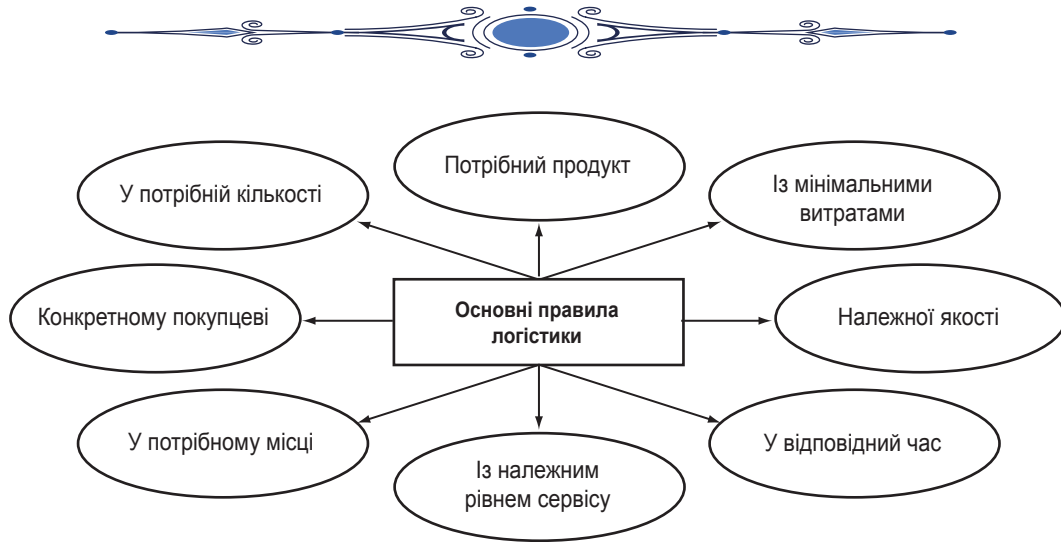 Потрібний продукт
У потрібній кількості
Із мінімальними
витратами
Конкретному покупцеві
Основні правила
логістики
Належної якості
У потрібному місці
Із належним
рівнем сервісу
У відповідний час